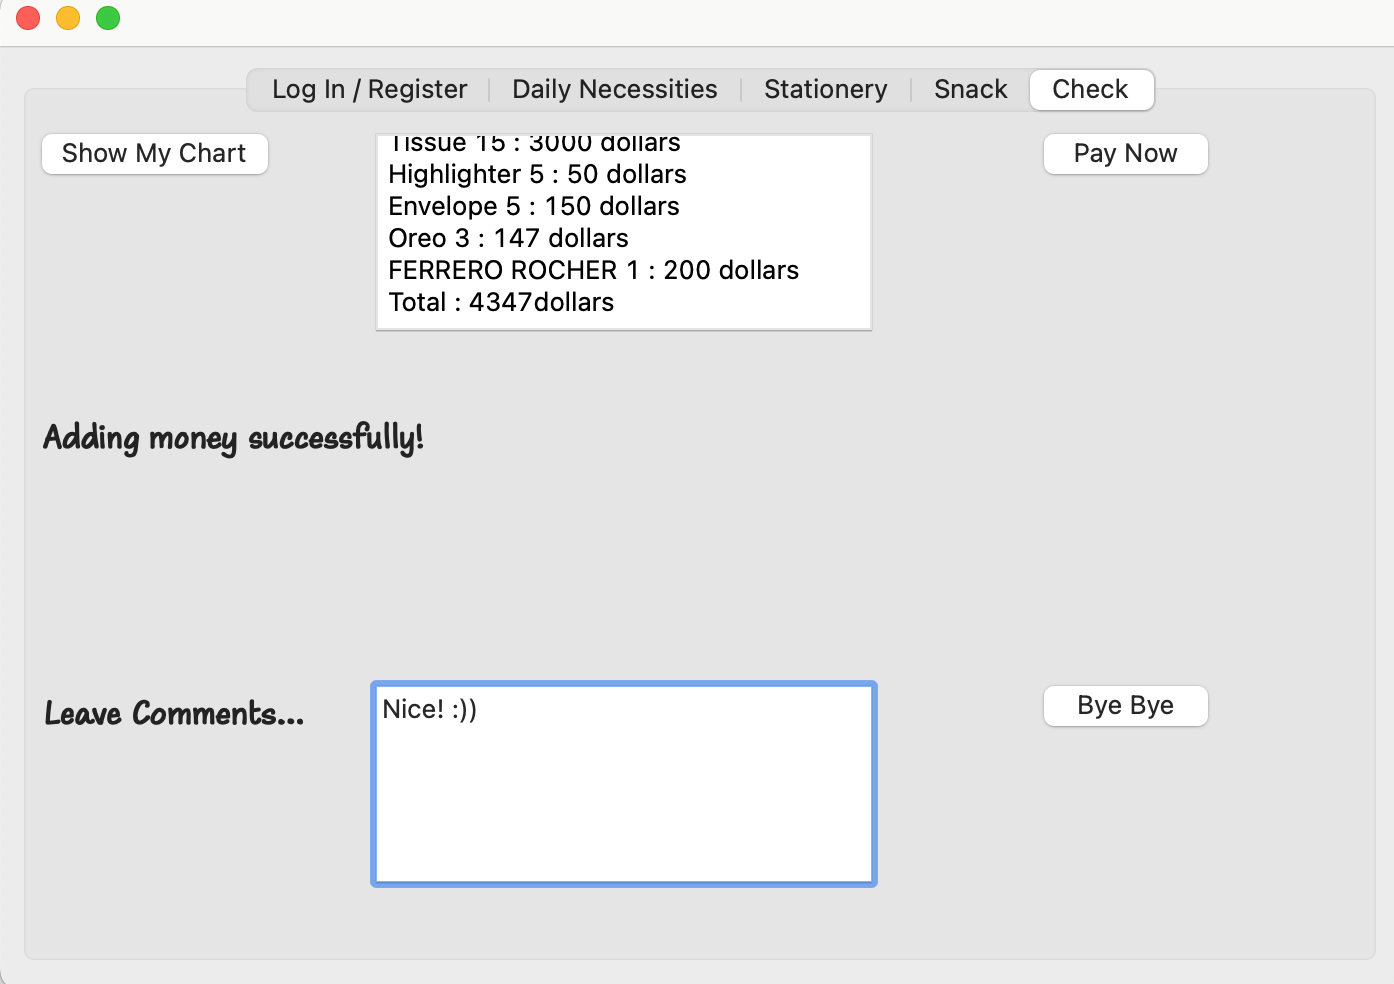 Log In / Register
Daily Necessities
Stationery
Snack
Check
Show My Chart
Tissue 15 : 3000 dollars
Highlighter 5 : 50 dollars
Envelope 5 : 150 dollars
Oreo 3 : 147 dollars
FERRERO ROCHER 1 : 200 dollars
Total : 4347dollars
Pay Now
Adding money successfully!
Leave Comments...
Nice! :))
Bye Bye